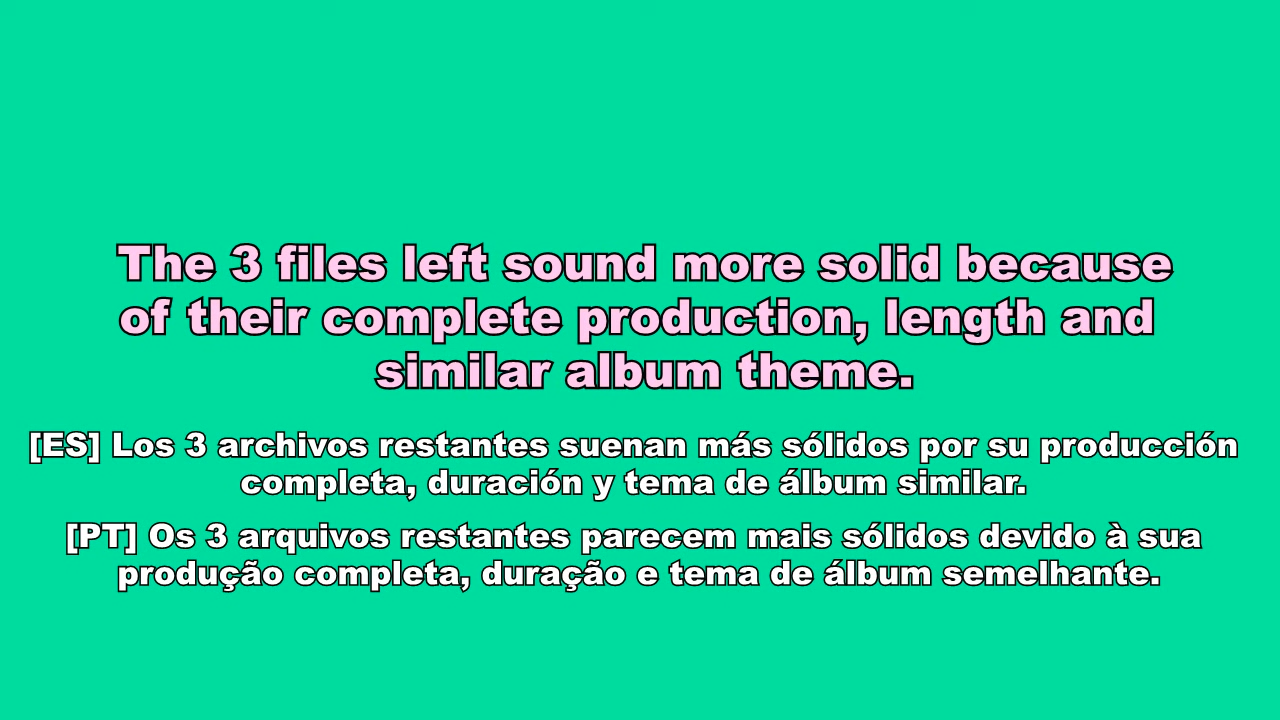 The 3 files left sound more solid because
of their complete production, length and
similar album theme.
[ES] Los 3 archivos restantes suenan más sólidos por su producción
completa, duración y tema de álbum similar.
[PT] Os 3 arquivos restantes parecem mais sólidos devido à sua
produção completa, duração e tema de álbum semelhante.